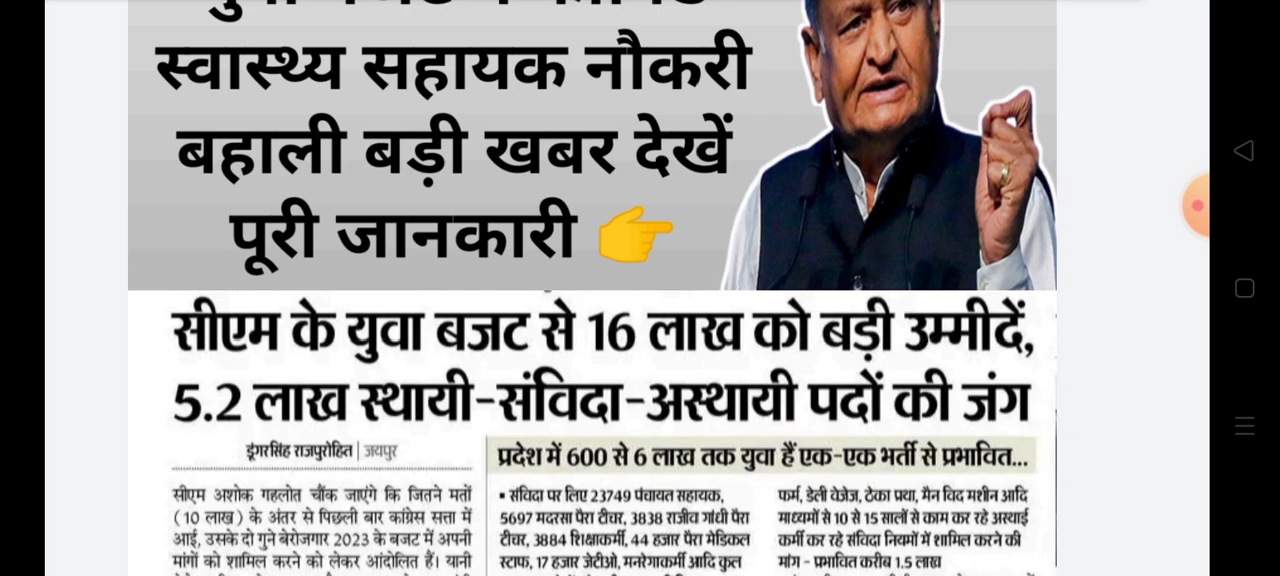 स्वास्थ्य सहायक नौकरी
बहाली बड़ी खबर देखें
पूरी जानकारी 👉
सीएम के युवा बजट से 16 लाख को बड़ी उम्मीदें,
5.2 लाख स्थायी-संविदा-अस्थायी पदों की जंग
डूंगरसिंह राजपुरोहित | जयपुर
सीएम अशोक गहलोत चौंक जाएंगे कि जितने मतों
(10 लाख) के अंतर से पिछली बार कांग्रेस सत्ता में
आई, उसके दो गुने बेरोजगार 2023 के बजट में अपनी
मांगों को शामिल करने को लेकर आंदोलित हैं। यानी
प्रदेश में 600 से 6 लाख तक युवा हैं एक-एक भर्ती से प्रभावित...
▪ संविदा पर लिए 23749 पंचायत सहायक,
5697 मदरसा पैरा टीचर, 3838 राजीव गांधी पैरा
टीचर, 3884 शिक्षाकर्मी, 44 हजार पैरा मेडिकल
स्टाफ, 17 हजार जेटीओ, मनरेगाकर्मी आदि कुल
फर्म, डेली वेजेज, ठेका प्रथा, मैन विद मशीन आदि
माध्यमों से 10 से 15 सालों से काम कर रहे अस्थाई
कर्मी कर रहे संविदा नियमों में शामिल करने की
मांग - प्रभावित करीब 1.5 लाख